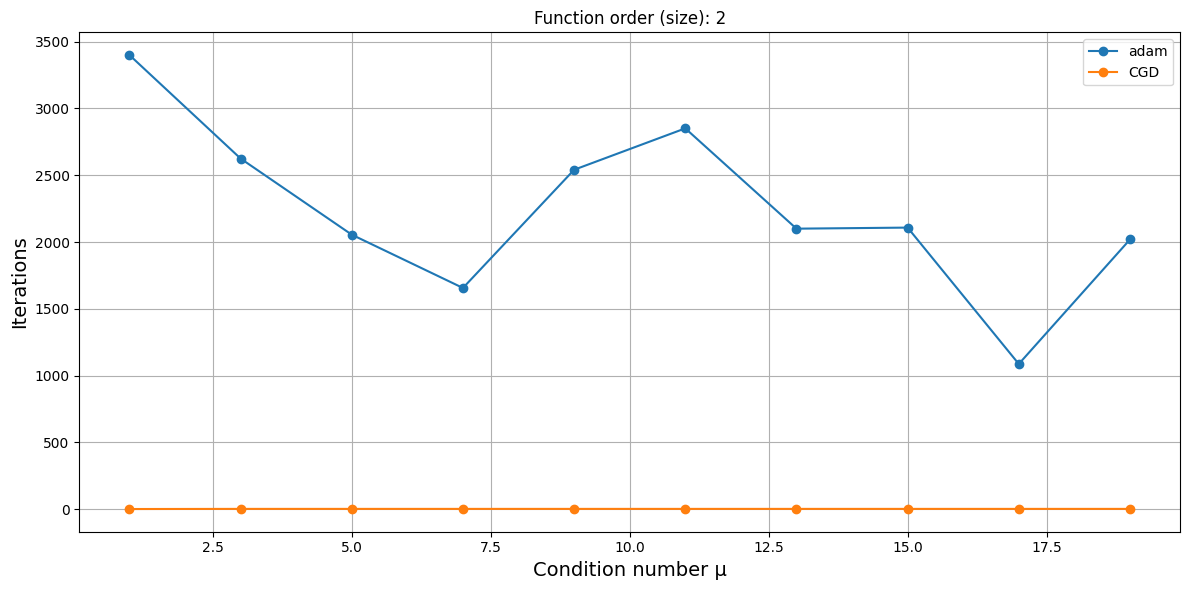 Function order (size): 2
adam
CGD
Iterations
3500
3000
2500
2000
1500
1000
500
0
2.5 5.0 7.5 10.0 12.5 15.0 17.5
Condition number μ